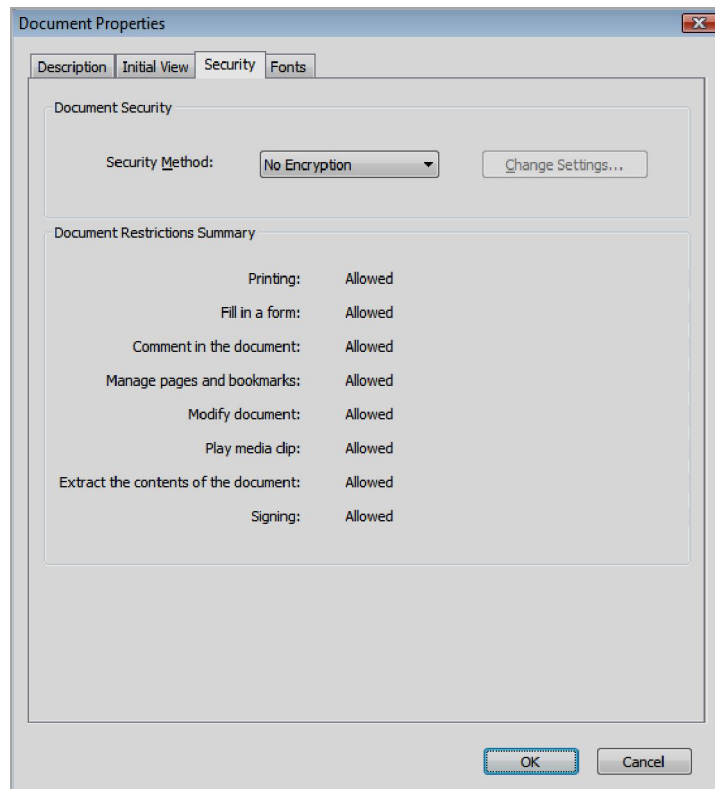 Document Properties
Description Initial View Security Fonts
Document Security
Security Method: No Encryption Change Settings...
Document Restrictions Summary
Printing: Allowed
Fill in a form: Allowed
Comment in the document: Allowed
Manage pages and bookmarks: Allowed
Modify document: Allowed
Play media clip: Allowed
Extract the contents of the document: Allowed
Signing: Allowed
OK Cancel